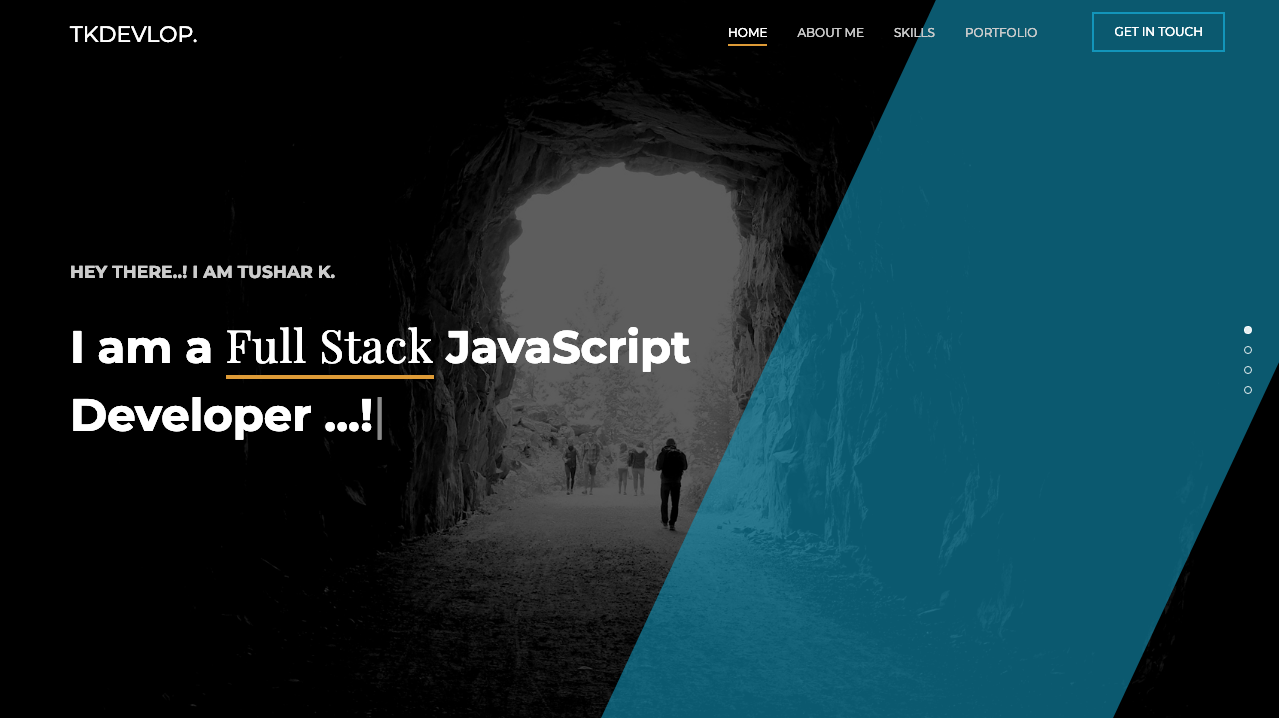 TKDEVLOP.
HOME ABOUT ME SKILLS PORTFOLIO GET IN TOUCH
HEY THERE..! I AM TUSHAR K.
I am a Full Stack JavaScript
Developer ...!|